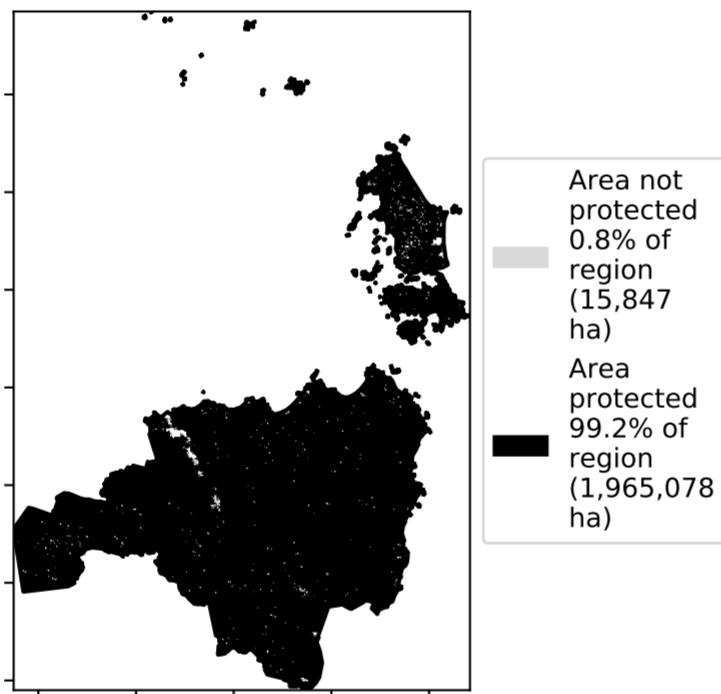 Area not
protected
0.8% of
region
(15,847
ha)
Area
protected
99.2% of
region
(1,965,078
ha)